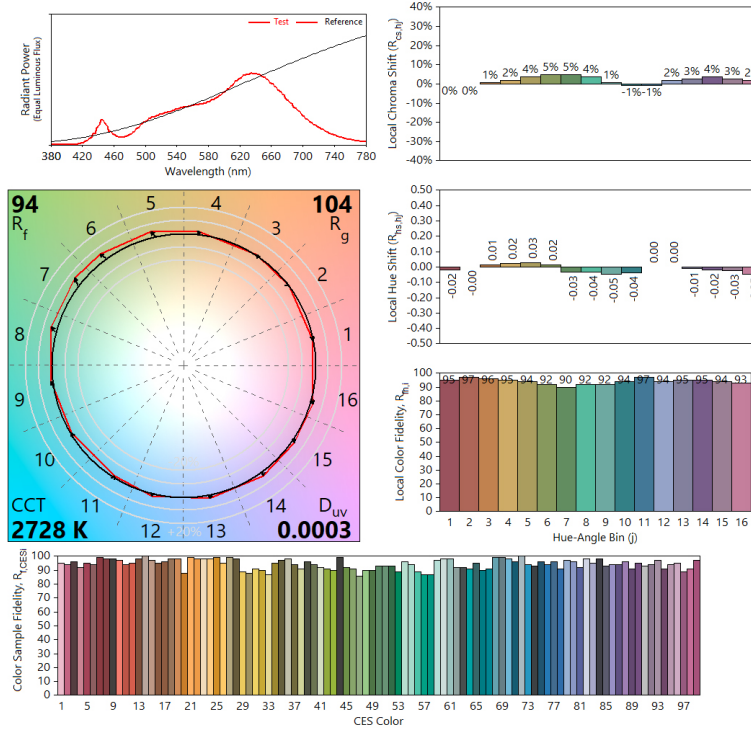 Radiant Power
(Equal Luminous Flux)
Test
Reference
380 420 460 500 540 580 620 660 700 740 780
Wavelength (nm)
Local Chroma Shift (Rcs,hj)
40%
30%
20%
10%
0%
-10%
-20%
-30%
-40%
0% 0% 1% 2% 4% 5% 5% 4% 1% -1% -1% 2% 3% 4% 3% 2
94
Rf
104
Rg
5 4
6 3
7 2
8 1
9 16
10 15
11 14
12 13
+20%
CCT
2728 K
Duv
0.0003
Local Hue Shift (Rhs,hj)
0.50
0.40
0.30
0.20
0.10
0.00
-0.10
-0.20
-0.30
-0.40
-0.50
-0.02 -0.00 0.01 0.02 0.03 0.02 -0.03 -0.04 -0.05 -0.04 0.00 0.00 -0.01 -0.02 -0.03
Local Color Fidelity, Rfh,i
100
90
80
70
60
50
40
30
20
10
0
95 97 96 95 94 92 90 92 92 94 97 94 95 95 94 93
1 2 3 4 5 6 7 8 9 10 11 12 13 14 15 16
Hue-Angle Bin (j)
Color Sample Fidelity, Rf,CESi
100
90
80
70
60
50
40
30
20
10
0
1 5 9 13 17 21 25 29 33 37 41 45 49 53 57 61 65 69 73 77 81 85 89 93 97
CES Color